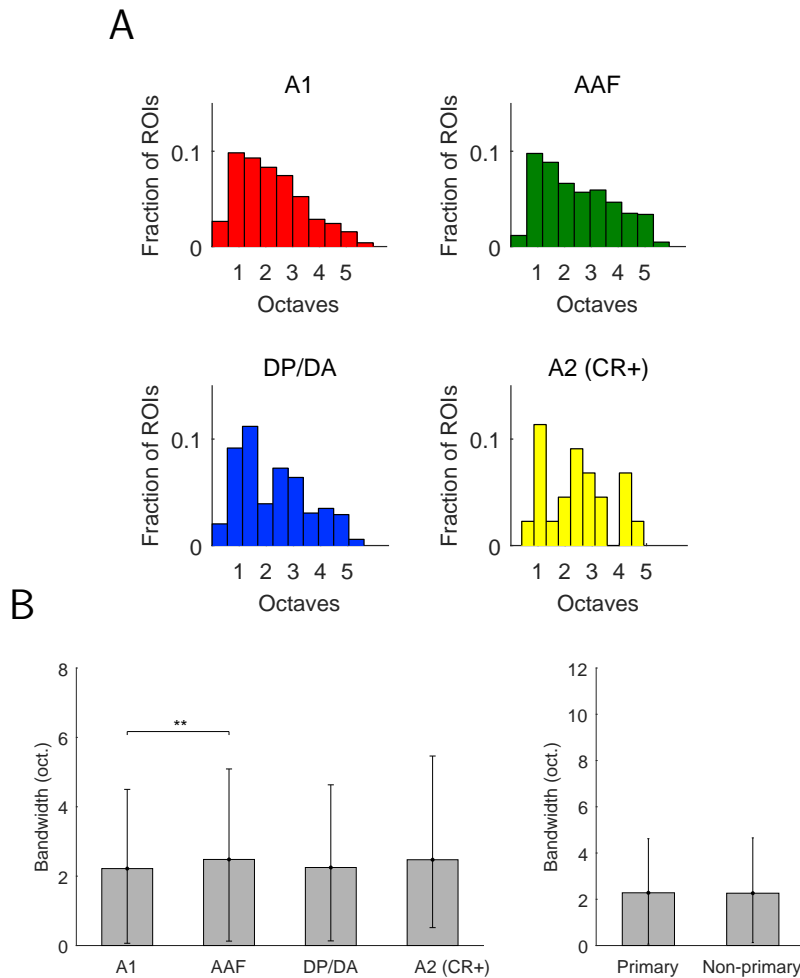 A
A1
AAF
Fraction of ROIs
0.1
0
1 2 3 4 5
Octaves
Fraction of ROIs
0.1
0
1 2 3 4 5
Octaves
DP/DA
A2 (CR+)
Fraction of ROIs
0.1
0
1 2 3 4 5
Octaves
Fraction of ROIs
0.1
0
1 2 3 4 5
Octaves
B
Bandwidth (oct.)
8
6
4
2
0
**
A1 AAF DP/DA A2 (CR+)
Bandwidth (oct.)
12
10
8
6
4
2
0
Primary Non-primary